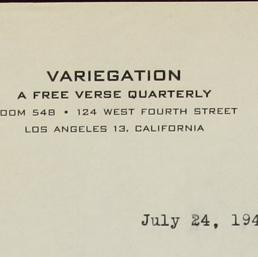 VARIEGATION
A FREE VERSE QUARTERLY
OOM 548 • 124 WEST FOURTH STREET
LOS ANGELES 13, CALIFORNIA
July 24, 194